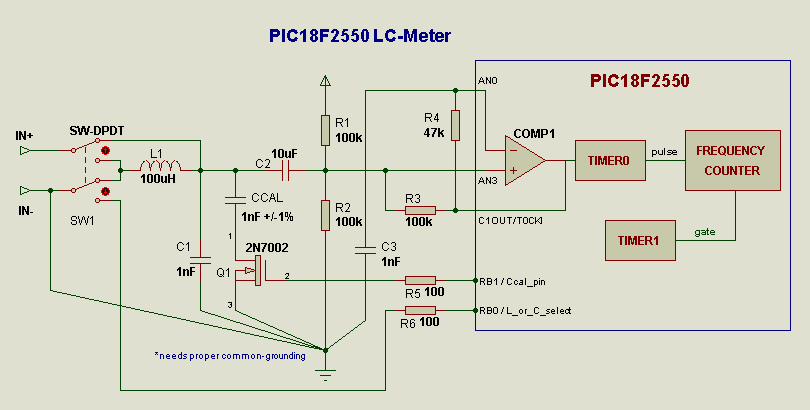 PIC18F2550 LC-Meter
PIC18F2550
AN0
R1
100k
R4
47k
COMP1
IN+
SW-DPDT
L1
100uH
C2
10uF
TIMER0
pulse
FREQUENCY
COUNTER
AN3
IN-
SW1
CCAL
1nF +/-1%
R2
100k
R3
100k
C1OUT/T0CKI
C1
1nF
1
2N7002
Q1
2
3
C3
1nF
TIMER1
gate
R5 100
RB1 / Ccal_pin
R6 100
RB0 / L_or_C_select
*needs proper common-grounding